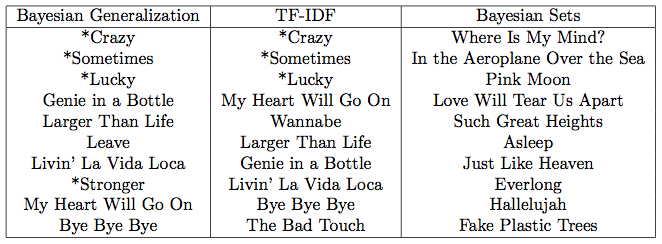 Bayesian Generalization TF-IDF Bayesian Sets
*Crazy *Crazy Where Is My Mind?
*Sometimes *Sometimes In the Aeroplane Over the Sea
*Lucky *Lucky Pink Moon
Genie in a Bottle My Heart Will Go On Love Will Tear Us Apart
Larger Than Life Wannabe Such Great Heights
Leave Larger Than Life Asleep
Livin' La Vida Loca Genie in a Bottle Just Like Heaven
*Stronger Livin' La Vida Loca Everlong
My Heart Will Go On Bye Bye Bye Hallelujah
Bye Bye Bye The Bad Touch Fake Plastic Trees